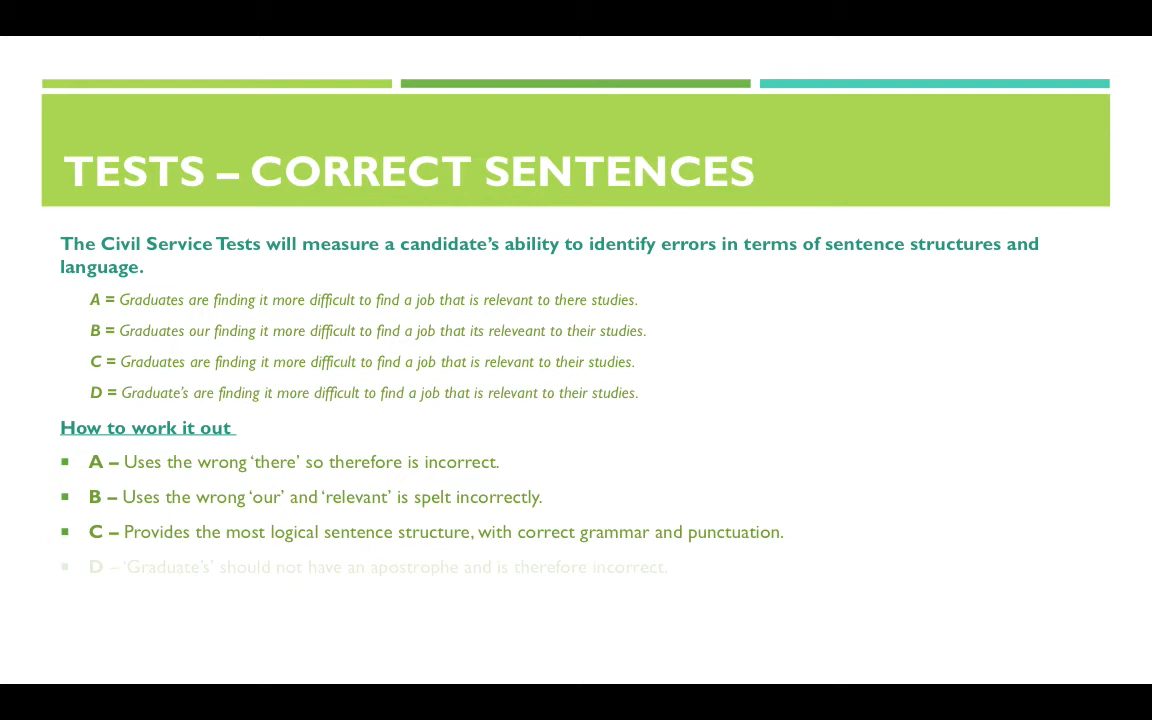 TESTS – CORRECT SENTENCES
The Civil Service Tests will measure a candidate’s ability to identify errors in terms of sentence structures and
language.
A = Graduates are finding it more difficult to find a job that is relevant to there studies.
B = Graduates our finding it more difficult to find a job that its releveant to their studies.
C = Graduates are finding it more difficult to find a job that is relevant to their studies.
D = Graduate’s are finding it more difficult to find a job that is relevant to their studies.
How to work it out
▪ A – Uses the wrong ‘there’ so therefore is incorrect.
▪ B – Uses the wrong ‘our’ and ‘relevant’ is spelt incorrectly.
▪ C – Provides the most logical sentence structure, with correct grammar and punctuation.
▪ D – ‘Graduate’s’ should not have an apostrophe and is therefore incorrect.